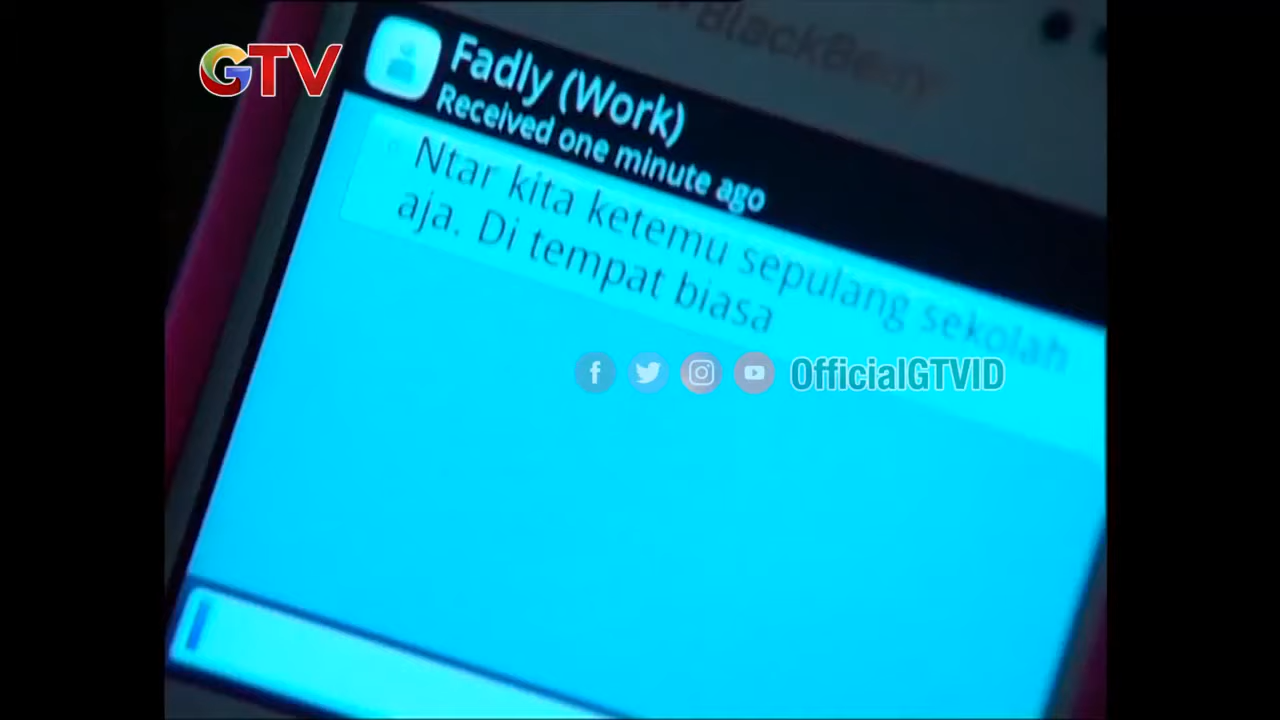 GTV
BlackBerry
Fadly (Work)
Received one minute ago
Ntar kita ketemu sepulang sekolah
aja. Di tempat biasa
OfficialGTVID